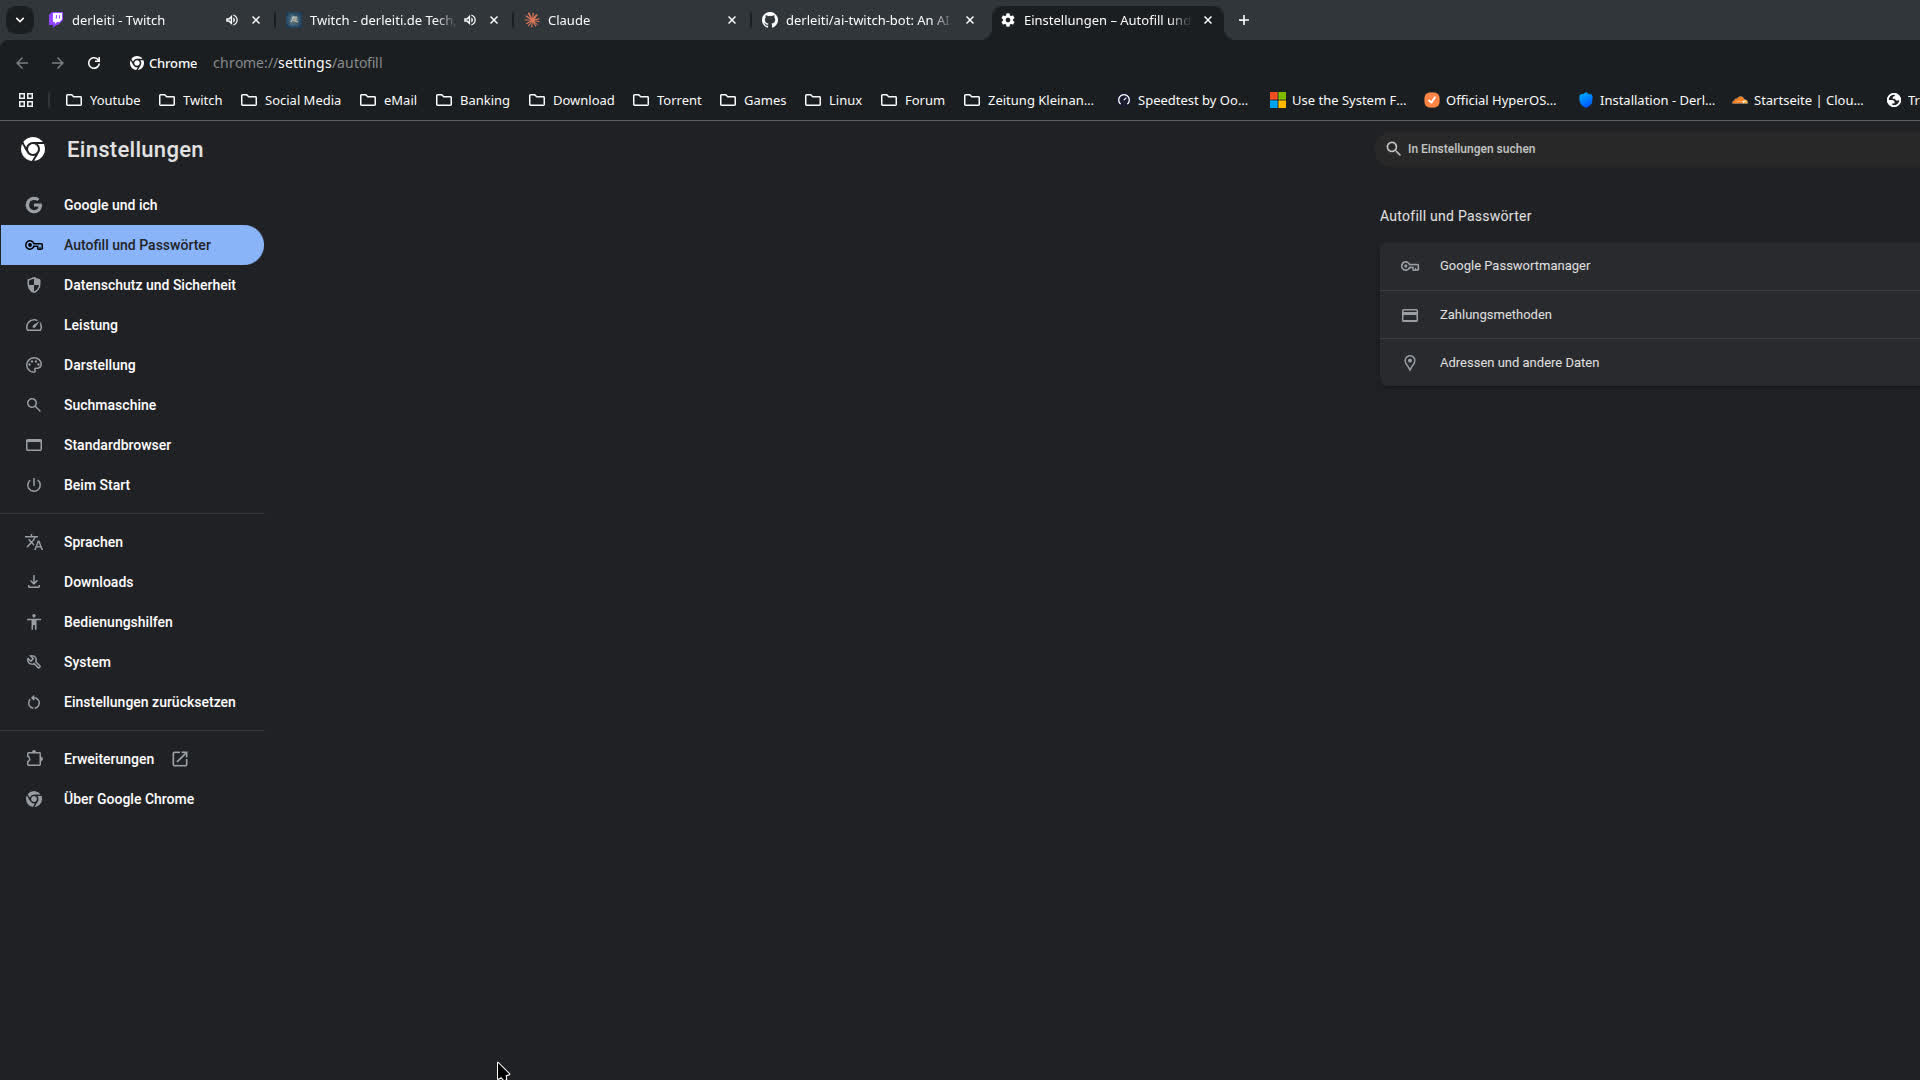 derleiti - Twitch
Twitch - derleiti.de Tech
Claude
derleiti/ai-twitch-bot: An AI
Einstellungen – Autofill und
Chrome chrome://settings/autofill
Youtube Twitch Social Media eMail Banking Download Torrent Games Linux Forum Zeitung Kleinan... Speedtest by Oo... Use the System F... Official HyperOS... Installation - Derl... Startseite | Clou... Tr
Einstellungen
In Einstellungen suchen
Google und ich
Autofill und Passwörter
Datenschutz und Sicherheit
Leistung
Darstellung
Suchmaschine
Standardbrowser
Beim Start
Sprachen
Downloads
Bedienungshilfen
System
Einstellungen zurücksetzen
Erweiterungen
Über Google Chrome
Autofill und Passwörter
Google Passwortmanager
Zahlungsmethoden
Adressen und andere Daten